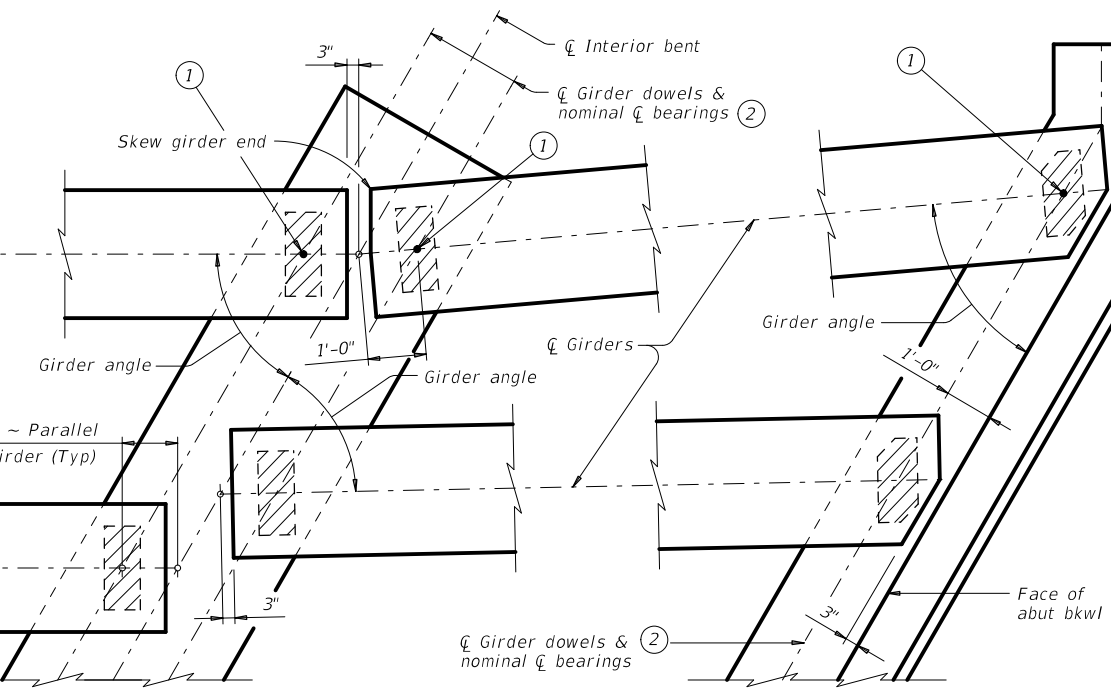 ℄ Interior bent
3"
1
1
℄ Girder dowels &
nominal ℄ bearings 2
Skew girder end
1
Girder angle
1'-0"
Girder angle
℄ Girders
Girder angle
1'-0"
~ Parallel
irder (Typ)
3"
3"
Face of
abut bkwl
℄ Girder dowels &
nominal ℄ bearings 2